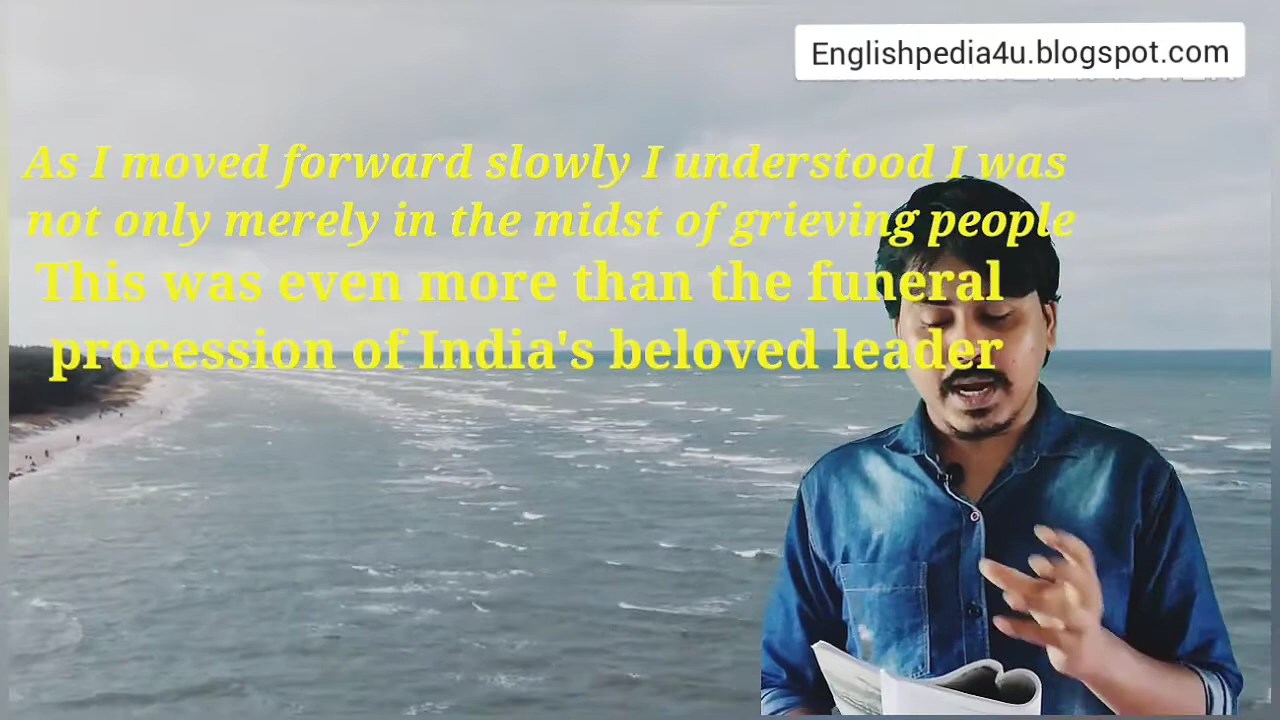 Englishpedia4u.blogspot.com
As I moved forward slowly I understood I was
not only merely in the midst of grieving people
This was even more than the funeral
procession of India's beloved leader